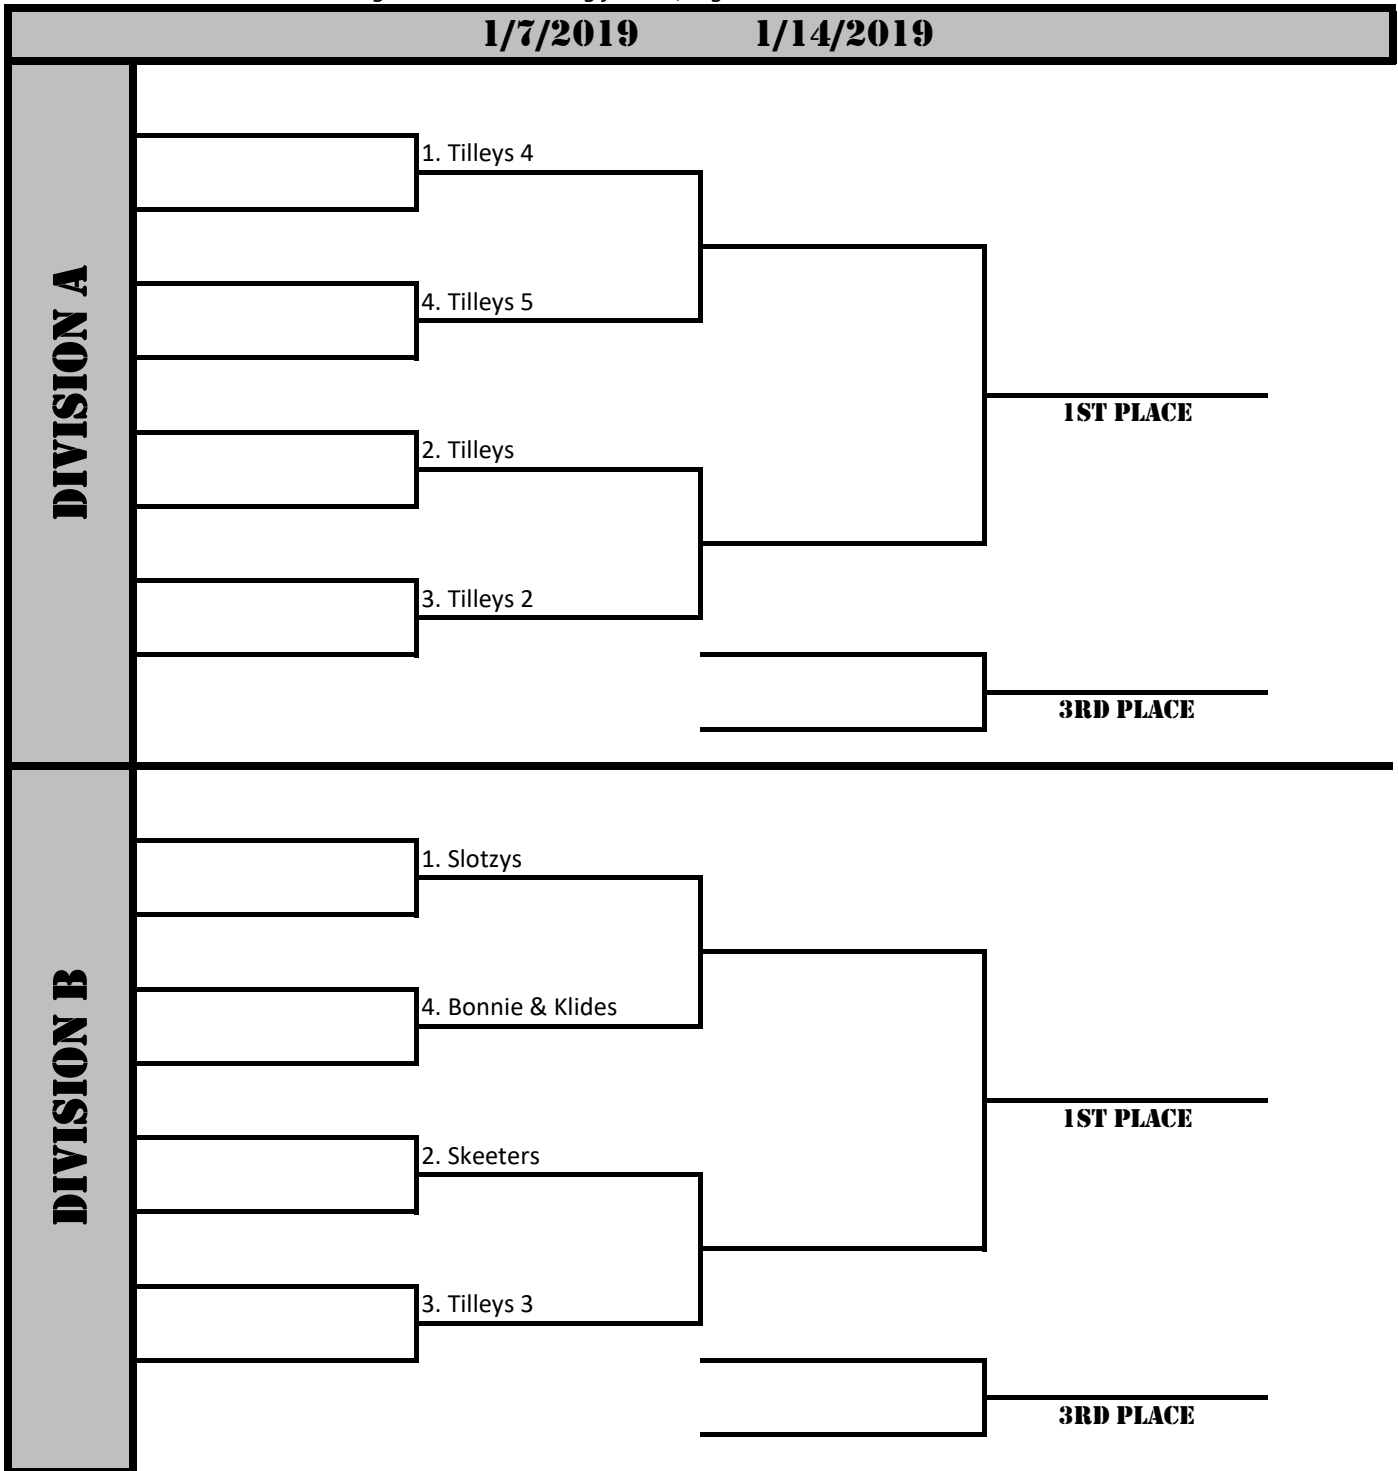 1/7/2019 1/14/2019
DIVISION A
1. Tilleys 4
4. Tilleys 5
1ST PLACE
2. Tilleys
3. Tilleys 2
3RD PLACE
DIVISION B
1. Slotzys
4. Bonnie & Klides
1ST PLACE
2. Skeeters
3. Tilleys 3
3RD PLACE